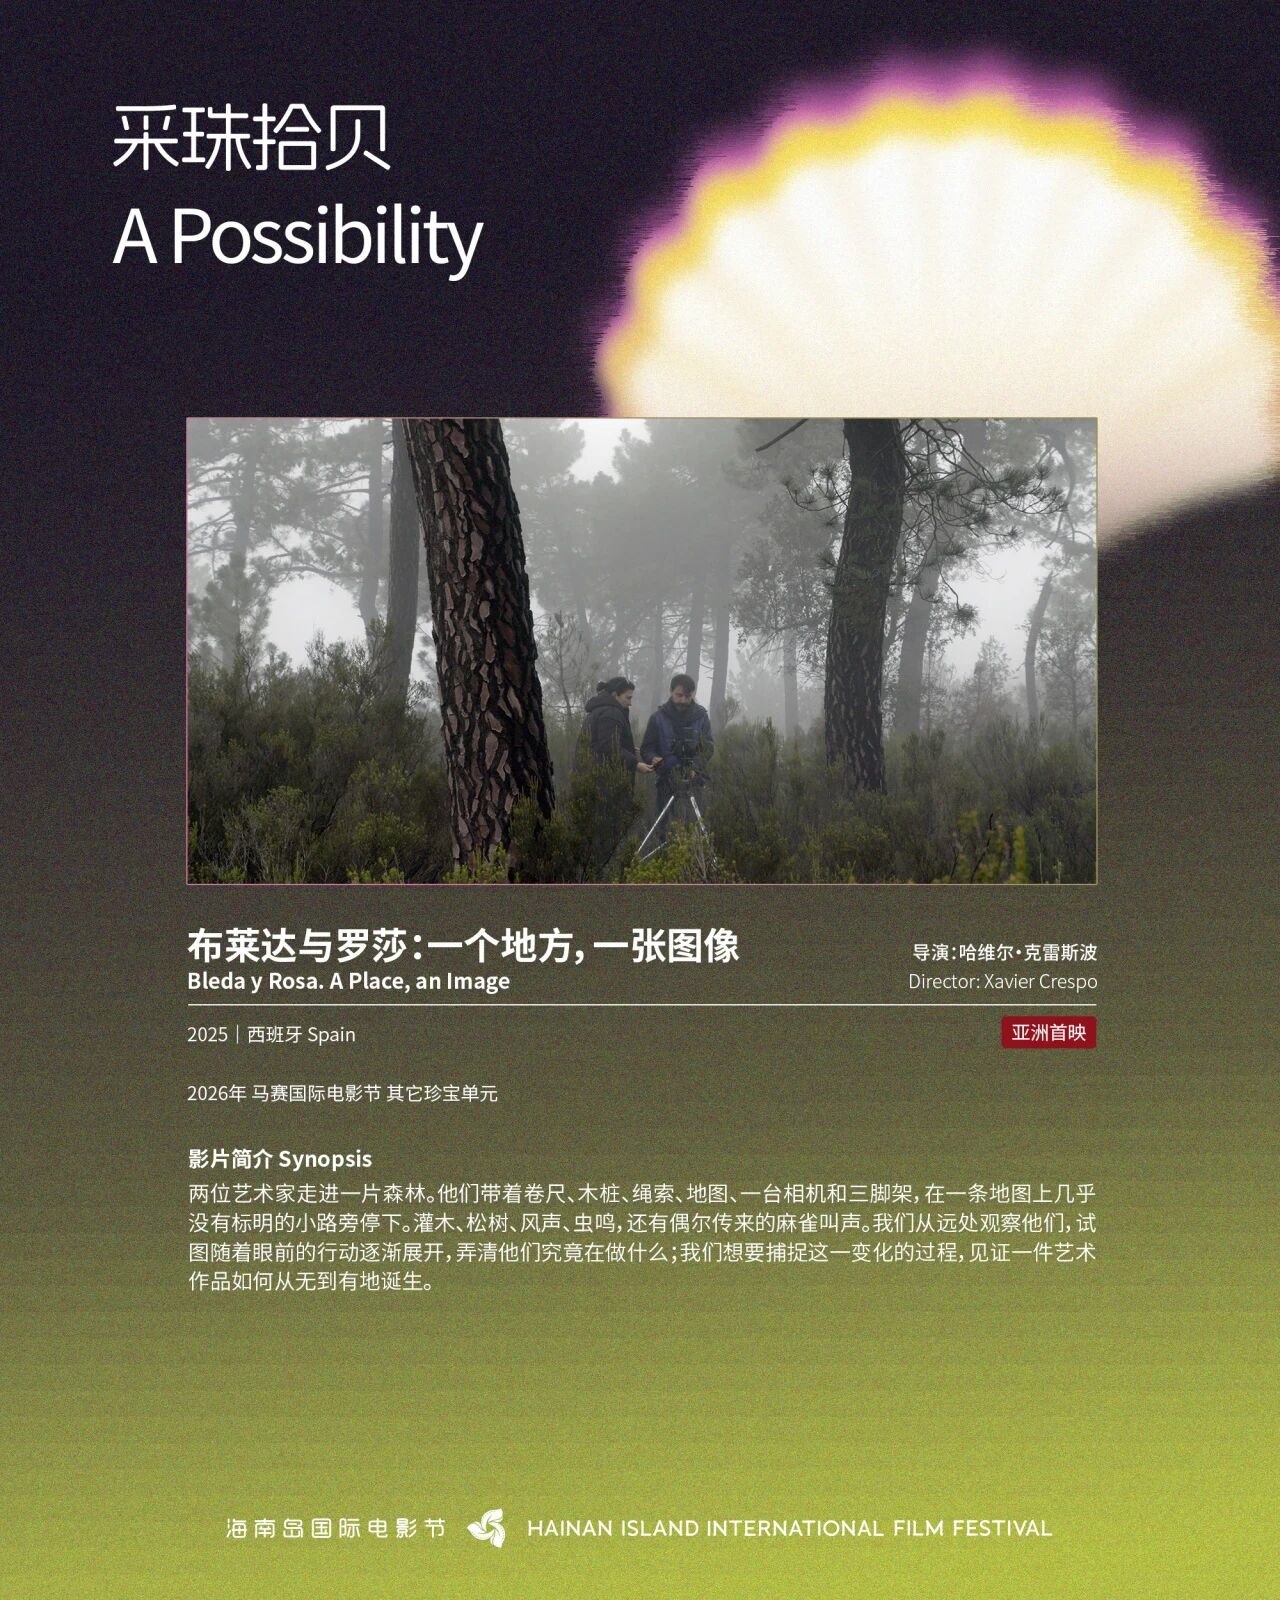 采珠拾贝
A Possibility
布莱达与罗莎：一个地方，一张图像
Bleda y Rosa. A Place, an Image
导演：哈维尔·克雷斯波
Director: Xavier Crespo
2025｜西班牙 Spain
亚洲首映
2026年 马赛国际电影节 其它珍宝单元
影片简介 Synopsis
两位艺术家走进一片森林。他们带着卷尺、木桩、绳索、地图、一台相机和三脚架，在一条地图上几乎
没有标明的小路旁停下。灌木、松树、风声、虫鸣，还有偶尔传来的麻雀叫声。我们从远处观察他们，试
图随着眼前的行动逐渐展开，弄清他们究竟在做什么；我们想要捕捉这一变化的过程，见证一件艺术
作品如何从无到有地诞生。
海南岛国际电影节 HAINAN ISLAND INTERNATIONAL FILM FESTIVAL